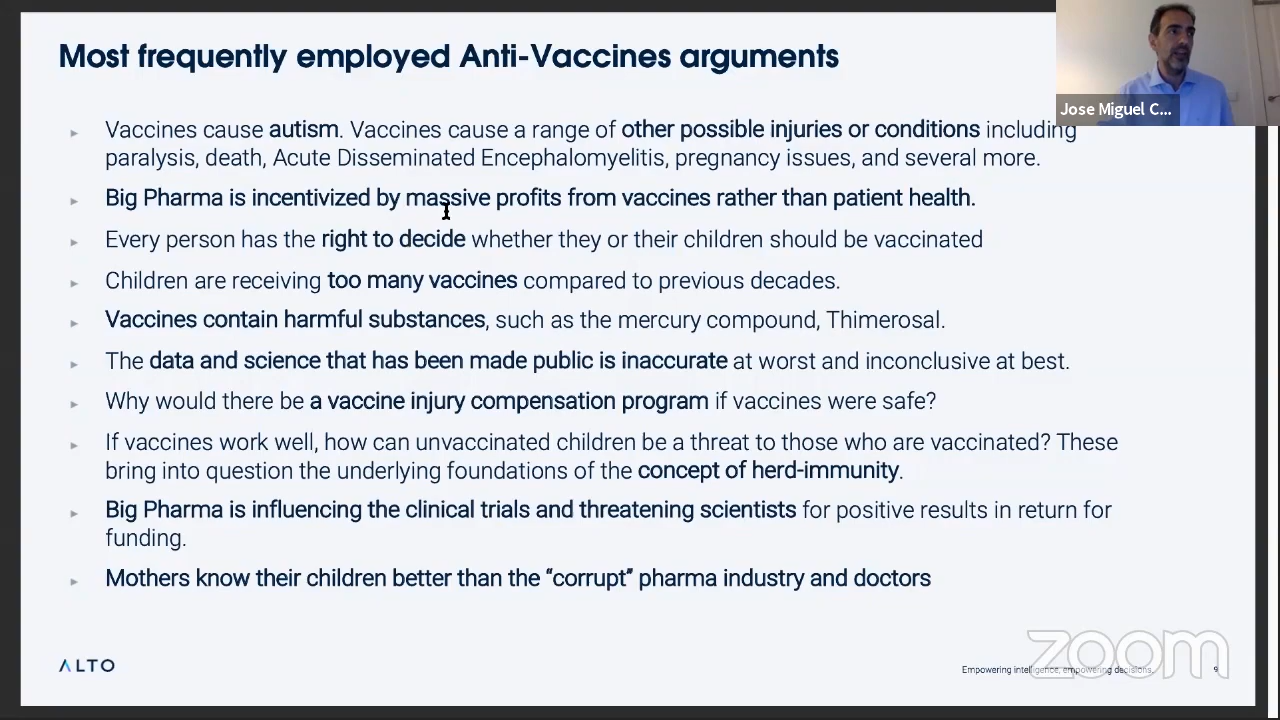 Most frequently employed Anti-Vaccines arguments
Jose Miguel C...
Vaccines cause autism. Vaccines cause a range of other possible injuries or conditions including
paralysis, death, Acute Disseminated Encephalomyelitis, pregnancy issues, and several more.
Big Pharma is incentivized by massive profits from vaccines rather than patient health.
Every person has the right to decide whether they or their children should be vaccinated
Children are receiving too many vaccines compared to previous decades.
Vaccines contain harmful substances, such as the mercury compound, Thimerosal.
The data and science that has been made public is inaccurate at worst and inconclusive at best.
Why would there be a vaccine injury compensation program if vaccines were safe?
If vaccines work well, how can unvaccinated children be a threat to those who are vaccinated? These
bring into question the underlying foundations of the concept of herd-immunity.
Big Pharma is influencing the clinical trials and threatening scientists for positive results in return for
funding.
Mothers know their children better than the “corrupt” pharma industry and doctors
ALTO
Empowering intelligence, empowering decisions.
9
zoom